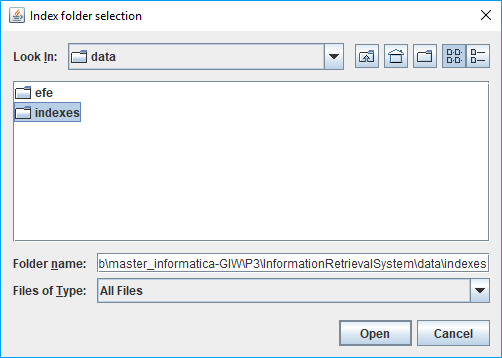 Index folder selection
Look In: data
efe
indexes
Folder name: b\master_informatica-GIW\P3\InformationRetrievalSystem\data\indexes
Files of Type: All Files
Open Cancel